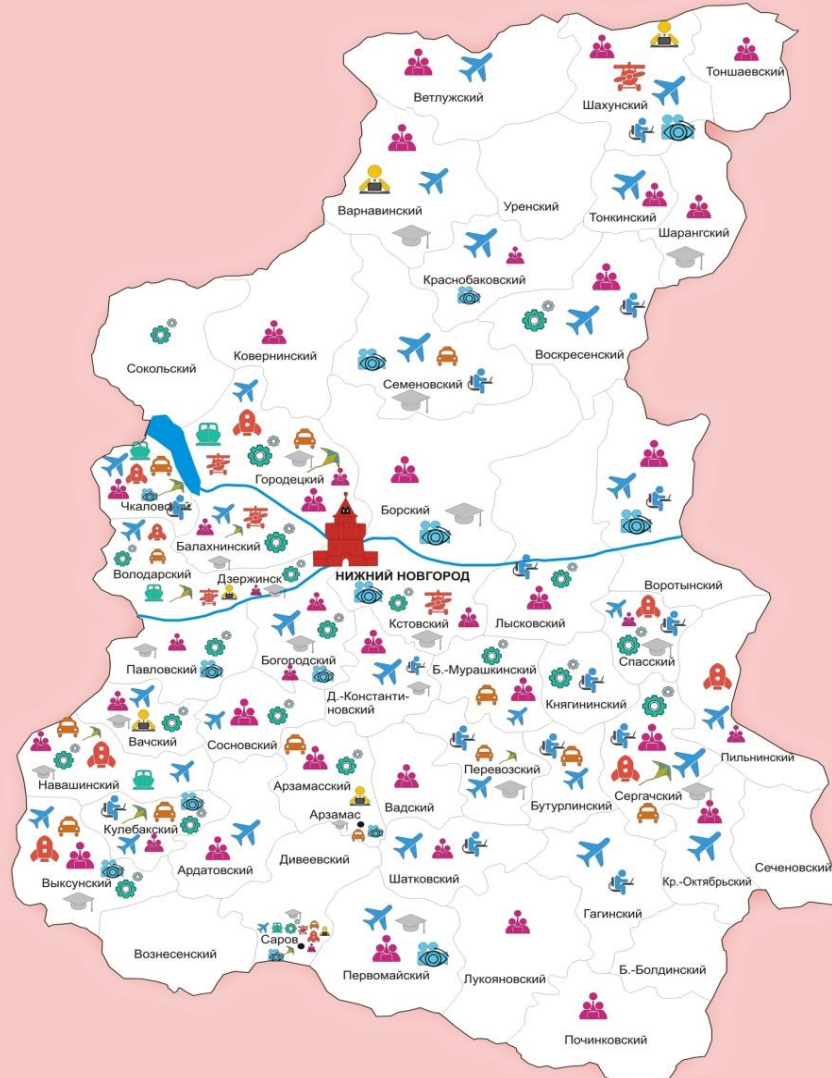 Тоншаевский
Ветлужский
Шахунский
Варнавинский
Уренский
Тонкинский
Шарангский
Краснобаковский
Сокольский
Ковернинский
Воскресенский
Семеновский
Городецкий
Чкаловский
Борский
Балахнинский
Володарский
Дзержинск
НИЖНИЙ НОВГОРОД
Воротынский
Кстовский
Лысковский
Павловский
Богородский
Спасский
Д.-Константи-
новский
Б.-Мурашкинский
Княгининский
Вачский
Сосновский
Пильнинский
Навашинский
Арзамасский
Перевозский
Бутурлинский
Сергачский
Арзамас
Вадский
Кулебакский
Выксунский
Ардатовский
Дивеевский
Шатковский
Кр.-Октябрьский
Сеченовский
Гагинский
Вознесенский
Саров
Первомайский
Лукояновский
Б.-Болдинский
Починковский